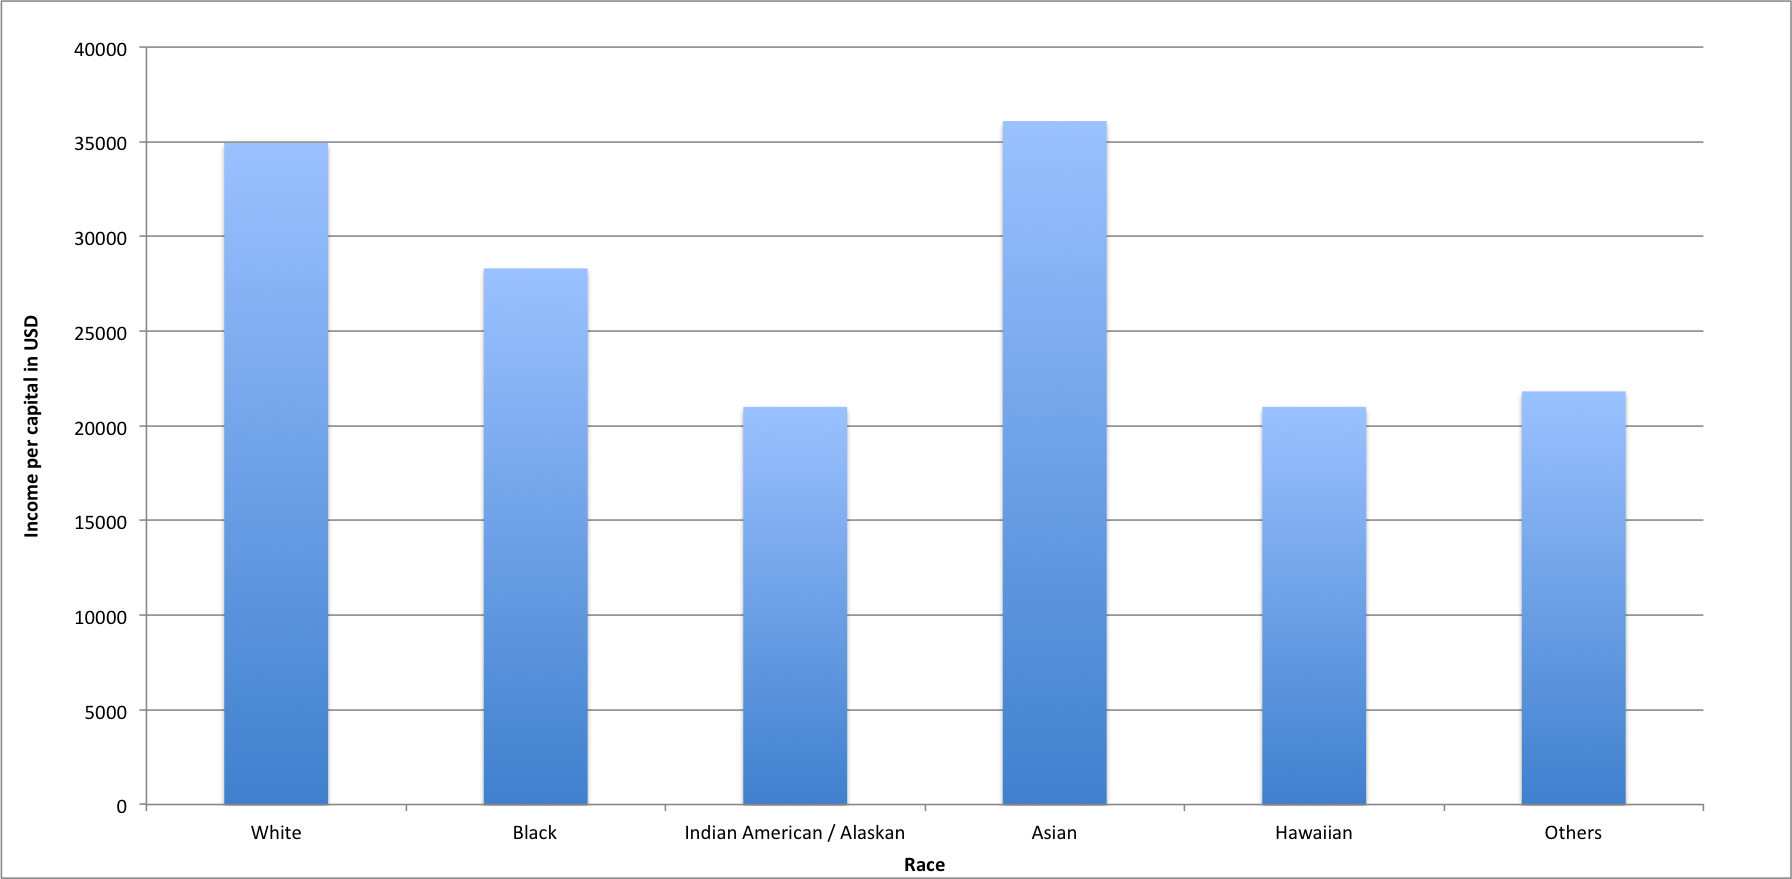 40000
35000
30000
25000
20000
15000
10000
5000
0
Income per capital in USD
White
Black
Indian American / Alaskan
Asian
Hawaiian
Others
Race